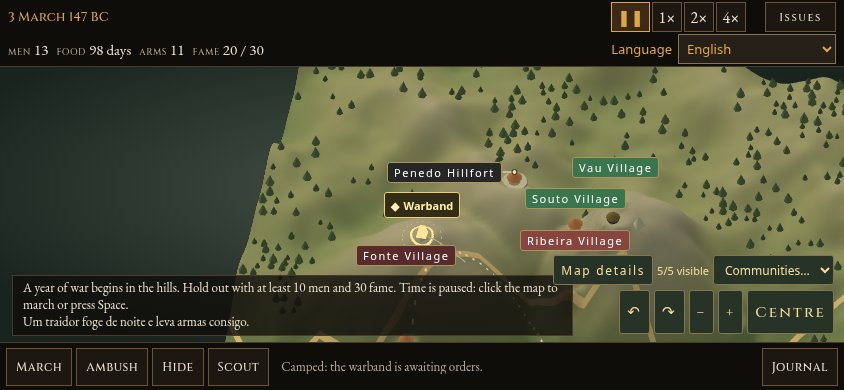 3 March 147 BC
❚❚ 1× 2× 4× Issues
MEN 13 FOOD 98 days ARMS 11 FAME 20 / 30
Language English
Penedo Hillfort
Vau Village
◆ Warband
Souto Village
Ribeira Village
Fonte Village
Map details 5/5 visible Communities...
A year of war begins in the hills. Hold out with at least 10 men and 30 fame. Time is paused: click the map to
march or press Space.
Um traidor foge de noite e leva armas consigo.
↶ ↷ − + Centre
March Ambush Hide Scout Camped: the warband is awaiting orders. Journal